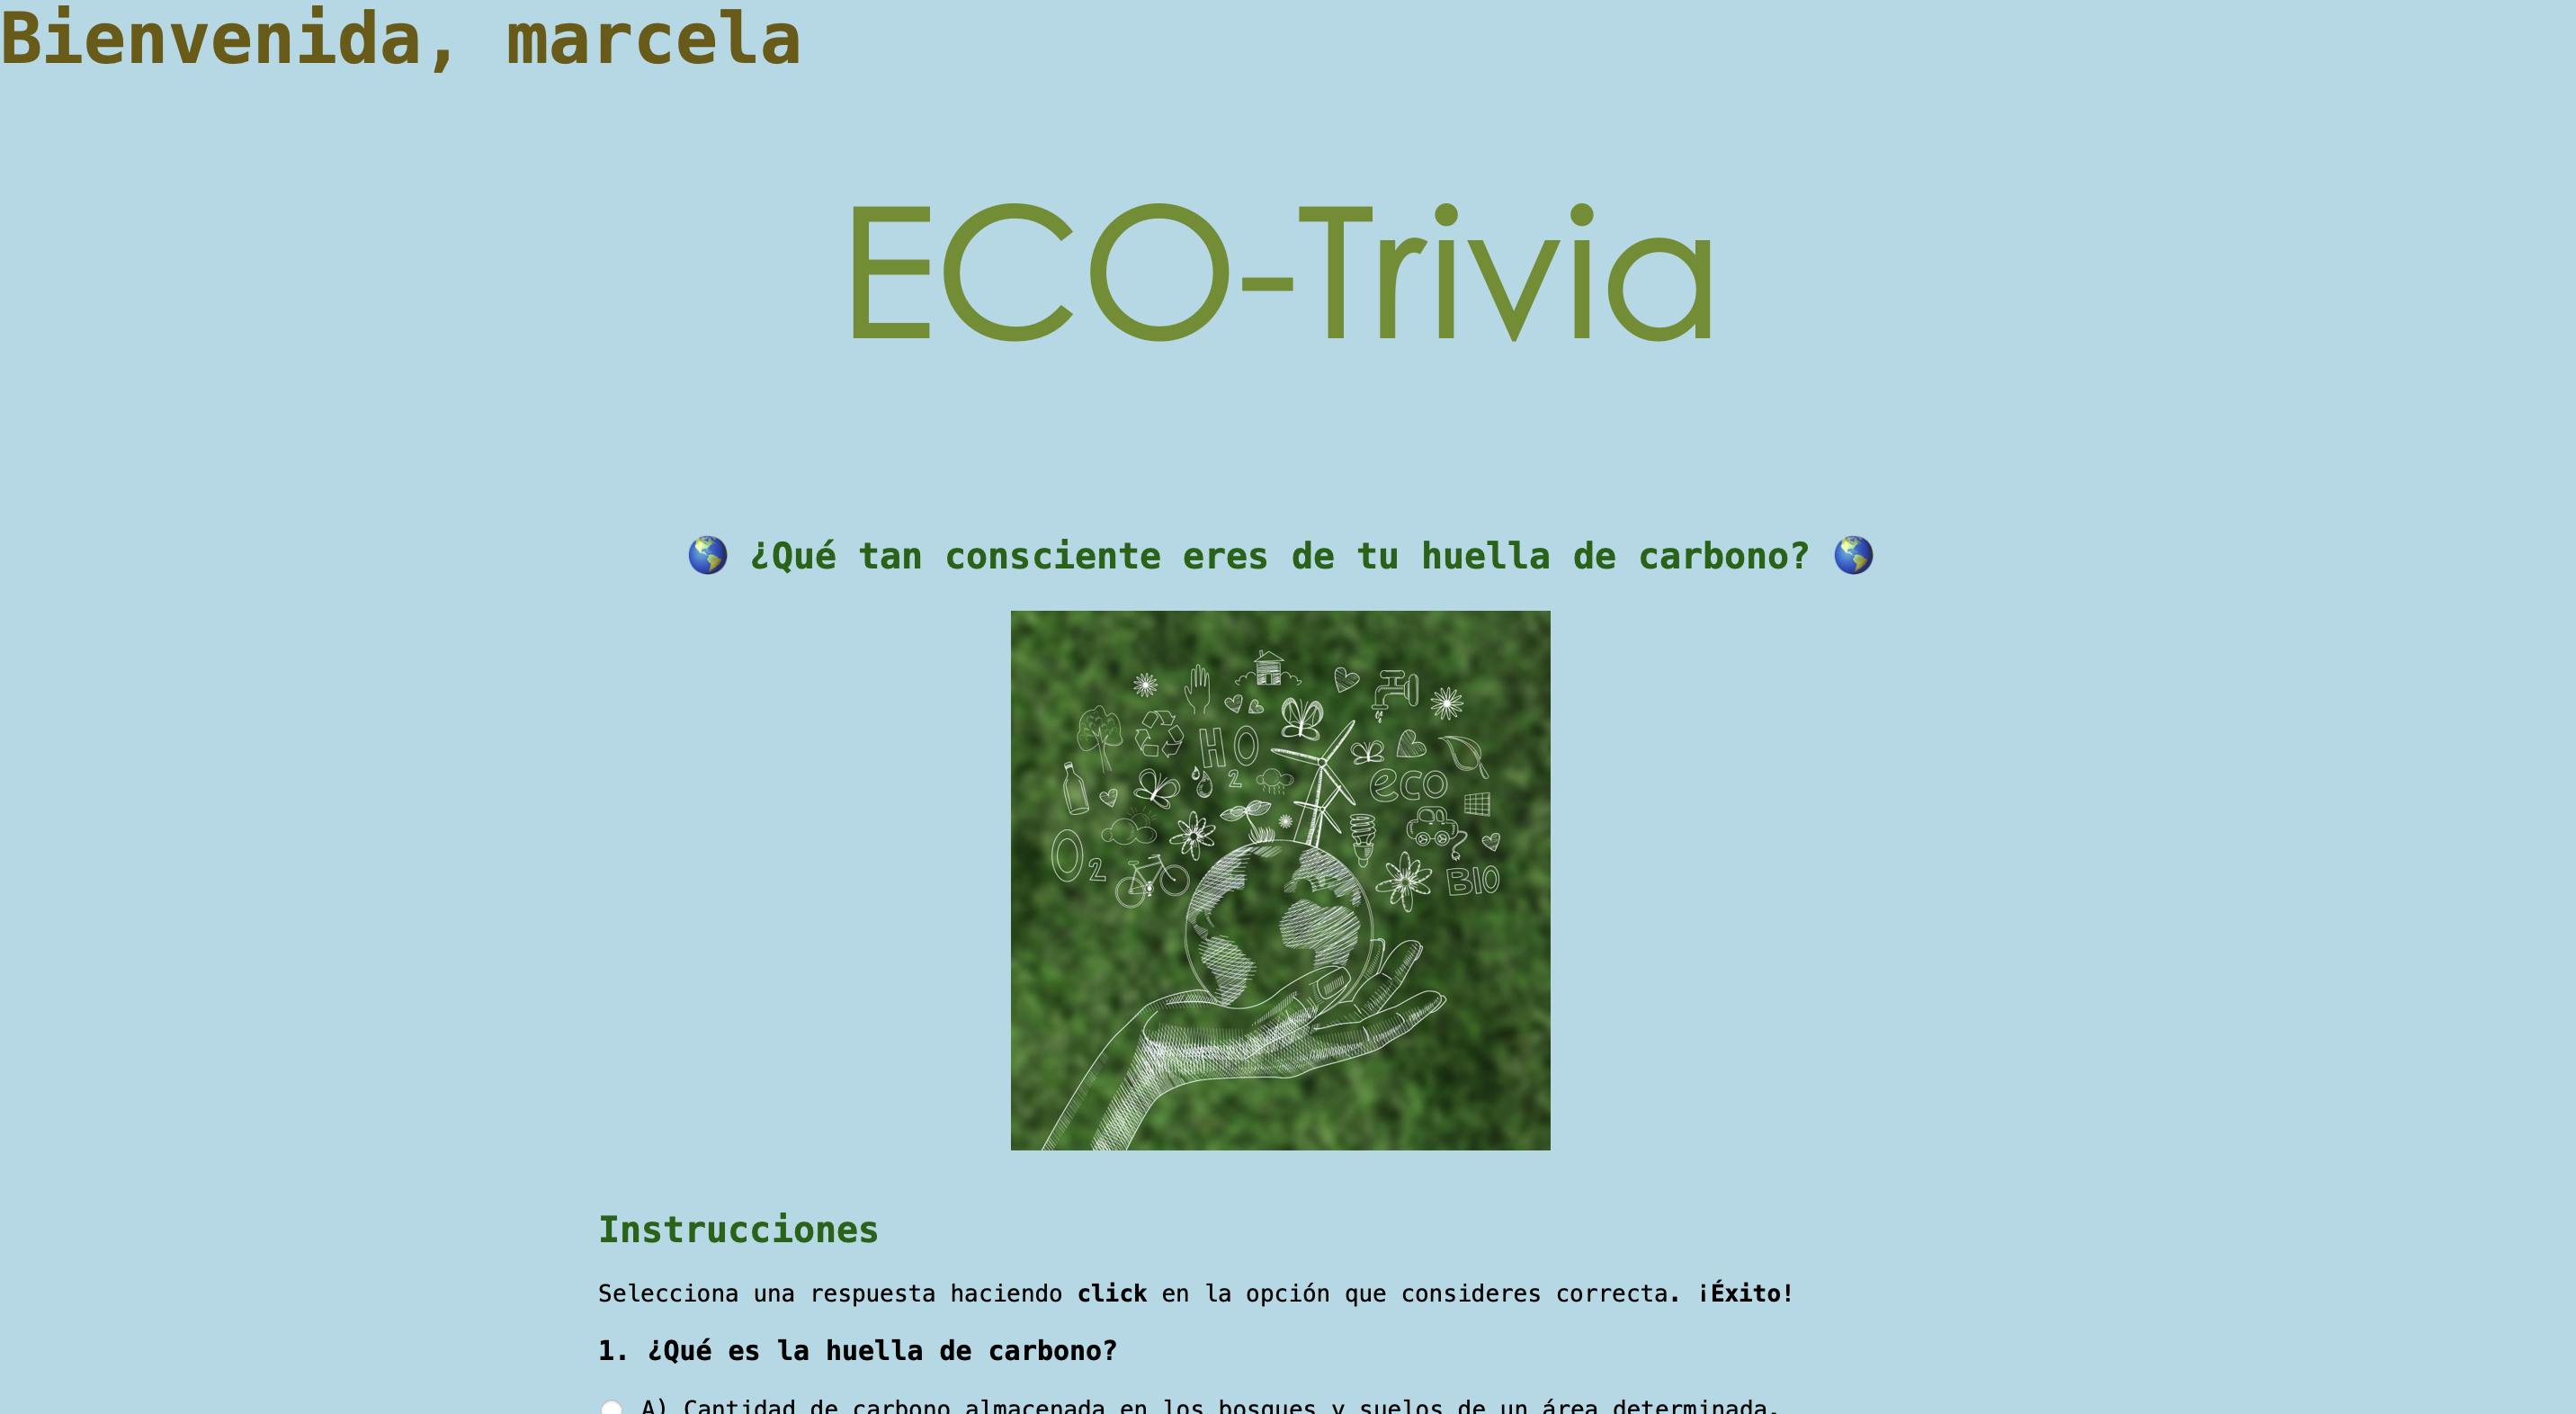 Bienvenida, marcela
ECO-Trivia
🌎 ¿Qué tan consciente eres de tu huella de carbono? 🌎
HO
2
eco
O2
BIO
Instrucciones
Selecciona una respuesta haciendo click en la opción que consideres correcta. ¡Éxito!
1. ¿Qué es la huella de carbono?
A) Cantidad de carbono almacenada en los bosques y suelos de un área determinada.